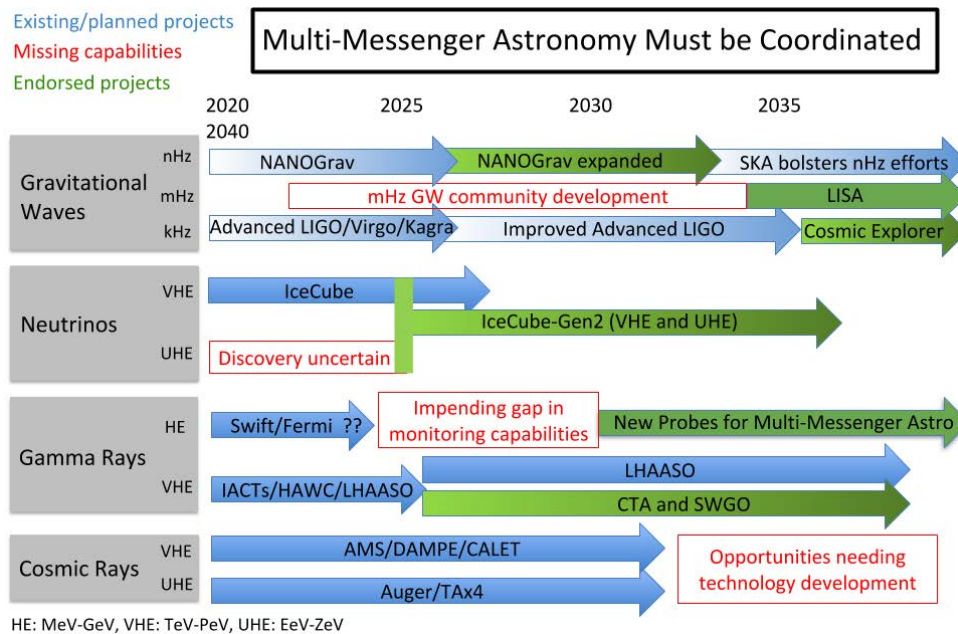 Existing/planned projects
Missing capabilities
Endorsed projects
Multi-Messenger Astronomy Must be Coordinated
2020 2025 2030 2035
2040
Gravitational
Waves
nHz
NANOGrav
NANOGrav expanded
SKA bolsters nHz efforts
mHz
mHz GW community development
LISA
kHz
Advanced LIGO/Virgo/Kagra
Improved Advanced LIGO
Cosmic Explorer
Neutrinos
VHE
IceCube
IceCube-Gen2 (VHE and UHE)
UHE
Discovery uncertain
Gamma Rays
HE
Swift/Fermi ??
Impending gap in
monitoring capabilities
New Probes for Multi-Messenger Astro
VHE
IACTs/HAWC/LHAASO
LHAASO
CTA and SWGO
Cosmic Rays
VHE
AMS/DAMPE/CALET
UHE
Auger/TAx4
Opportunities needing
technology development
HE: MeV-GeV, VHE: TeV-PeV, UHE: EeV-ZeV